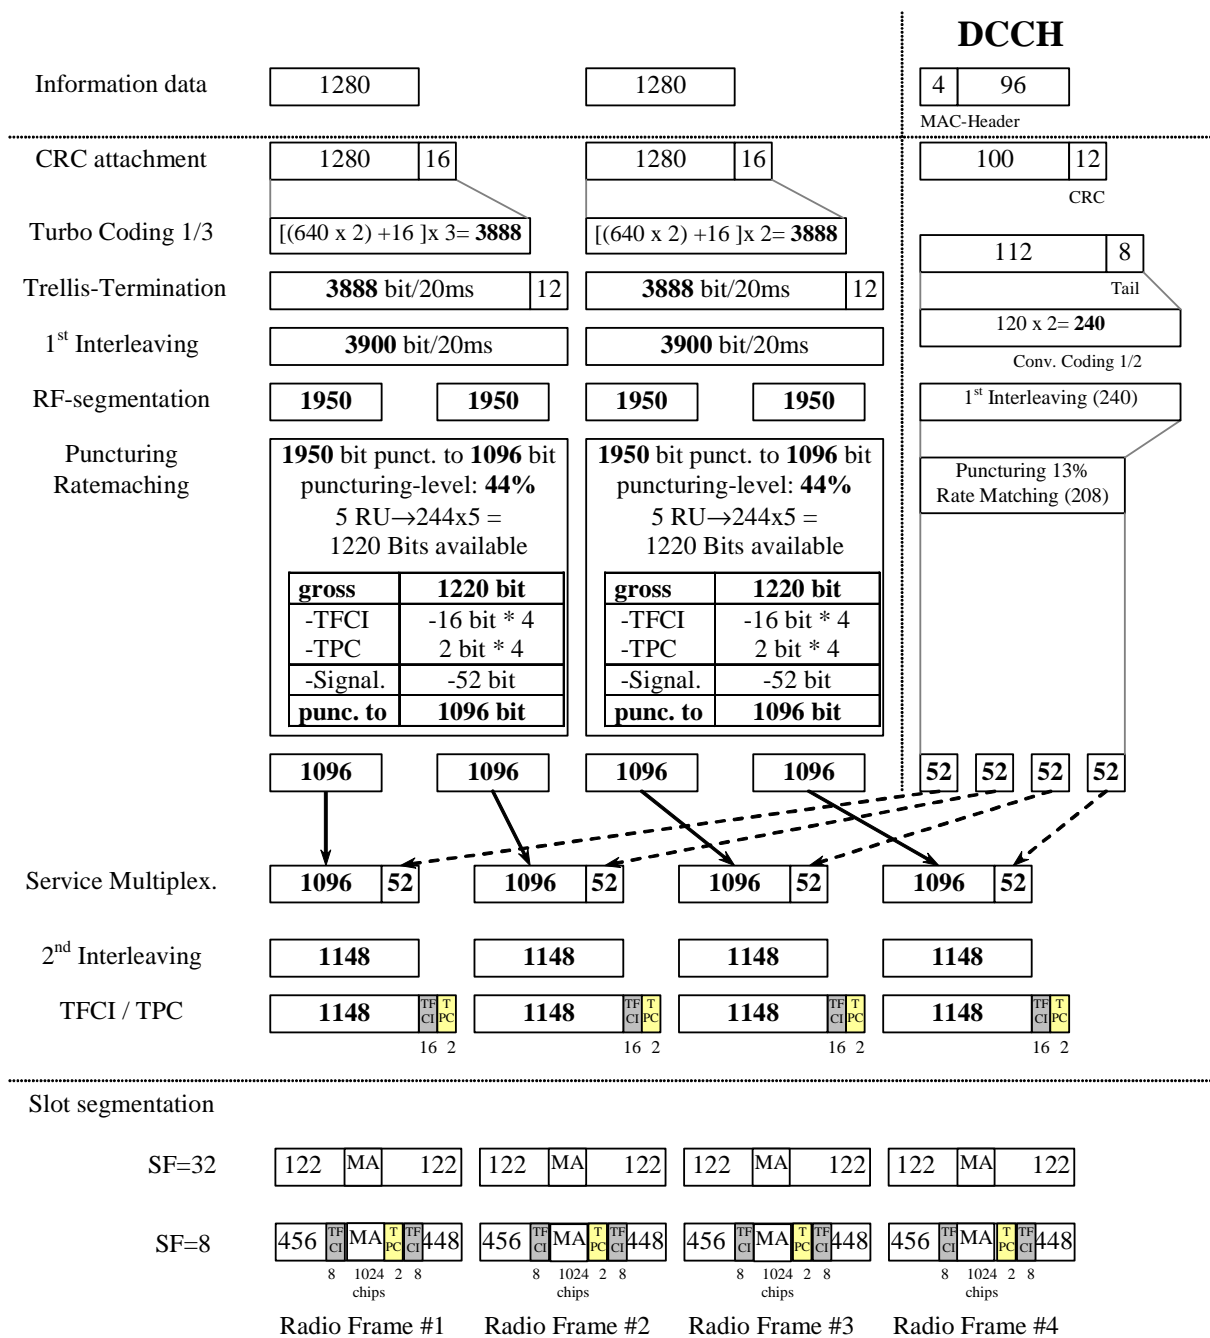 DCCH
Information data
1280
1280
4
96
MAC-Header
CRC attachment
1280
16
1280
16
100
12
CRC
Turbo Coding 1/3
[(640 x 2) +16 ]x 3= 3888
[(640 x 2) +16 ]x 2= 3888
112
8
Tail
Trellis-Termination
3888 bit/20ms
12
3888 bit/20ms
12
120 x 2= 240
Conv. Coding 1/2
1st Interleaving
3900 bit/20ms
3900 bit/20ms
RF-segmentation
1950
1950
1950
1950
1st Interleaving (240)
Puncturing
Ratemaching
1950 bit punct. to 1096 bit
puncturing-level: 44%
5 RU→244x5 =
1220 Bits available
gross
1220 bit
-TFCI
-16 bit * 4
-TPC
2 bit * 4
-Signal.
-52 bit
punc. to
1096 bit
1950 bit punct. to 1096 bit
puncturing-level: 44%
5 RU→244x5 =
1220 Bits available
gross
1220 bit
-TFCI
-16 bit * 4
-TPC
2 bit * 4
-Signal.
-52 bit
punc. to
1096 bit
Puncturing 13%
Rate Matching (208)
1096
1096
1096
1096
52
52
52
52
Service Multiplex.
1096
52
1096
52
1096
52
1096
52
2nd Interleaving
1148
1148
1148
1148
TFCI / TPC
1148
TF
CI
T
PC
16
2
1148
TF
CI
T
PC
16
2
1148
TF
CI
T
PC
16
2
1148
TF
CI
T
PC
16
2
Slot segmentation
SF=32
122
MA
122
122
MA
122
122
MA
122
122
MA
122
SF=8
456
TF
CI
MA
T
PC
TF
CI
448
8
1024
chips
2
8
456
TF
CI
MA
T
PC
TF
CI
448
8
1024
chips
2
8
456
TF
CI
MA
T
PC
TF
CI
448
8
1024
chips
2
8
456
TF
CI
MA
T
PC
TF
CI
448
8
1024
chips
2
8
Radio Frame #1
Radio Frame #2
Radio Frame #3
Radio Frame #4